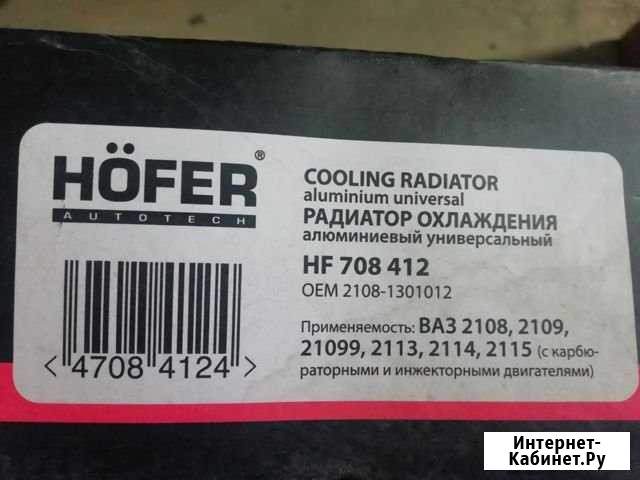 HÖFER®
AUTOTECH
COOLING RADIATOR
aluminium universal
РАДИАТОР ОХЛАЖДЕНИЯ
алюминиевый универсальный
HF 708 412
OEM 2108-1301012
Применяемость: ВАЗ 2108, 2109,
21099, 2113, 2114, 2115 (с карбю-
раторными и инжекторными двигателями)
<4708 4124>
Интернет-
Кабинет.Ру